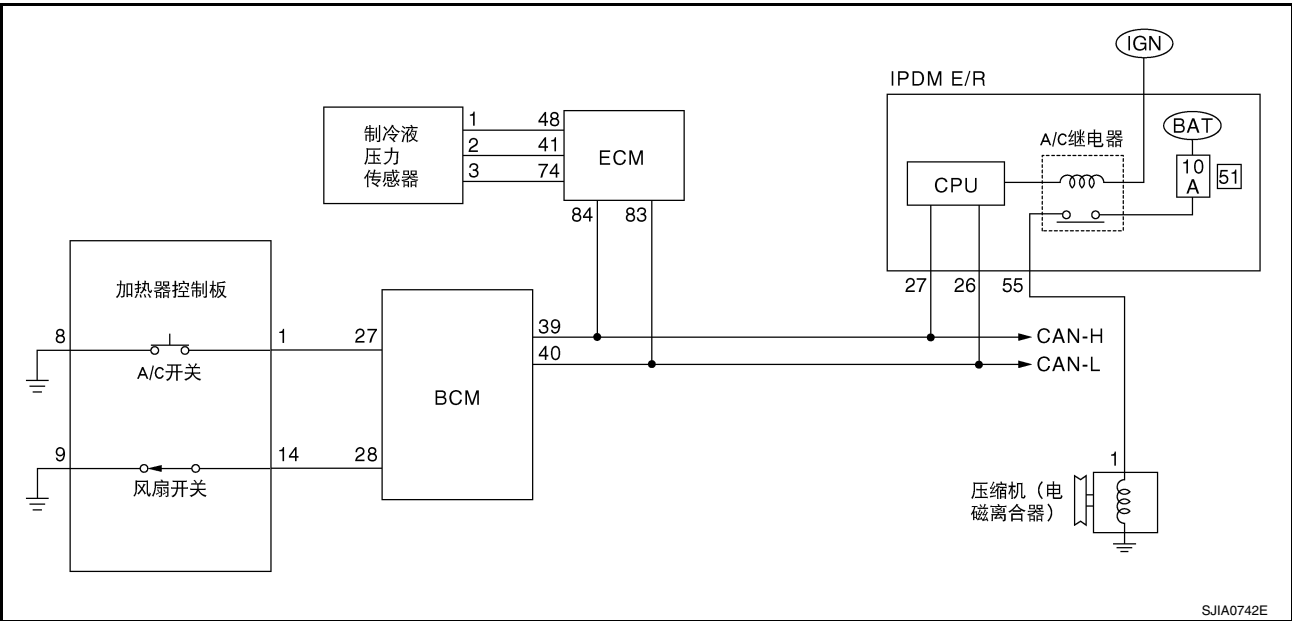 IGN
IPDM E/R
BAT
A/C继电器
10
A
51
CPU
制冷液
压力
传感器
1
48
2
41
3
74
ECM
84
83
27
26
55
加热器控制板
8
1
27
A/C开关
39
40
CAN-H
CAN-L
BCM
9
14
28
风扇开关
1
压缩机（电
磁离合器）
SJIA0742E